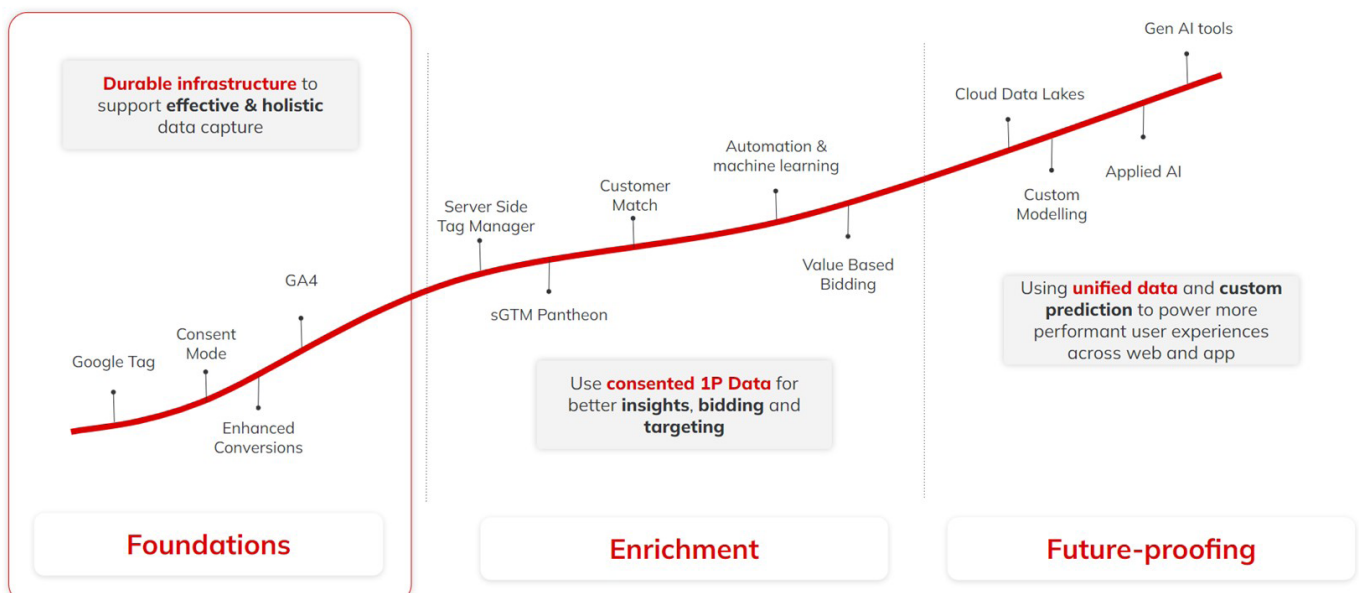 Durable infrastructure to
support effective & holistic
data capture
Google Tag
Consent
Mode
Enhanced
Conversions
GA4
Foundations
Server Side
Tag Manager
sGTM Pantheon
Customer
Match
Automation &
machine learning
Value Based
Bidding
Use consented 1P Data for
better insights, bidding and
targeting
Enrichment
Cloud Data Lakes
Custom
Modelling
Applied AI
Gen AI tools
Using unified data and custom
prediction to power more
performant user experiences
across web and app
Future-proofing